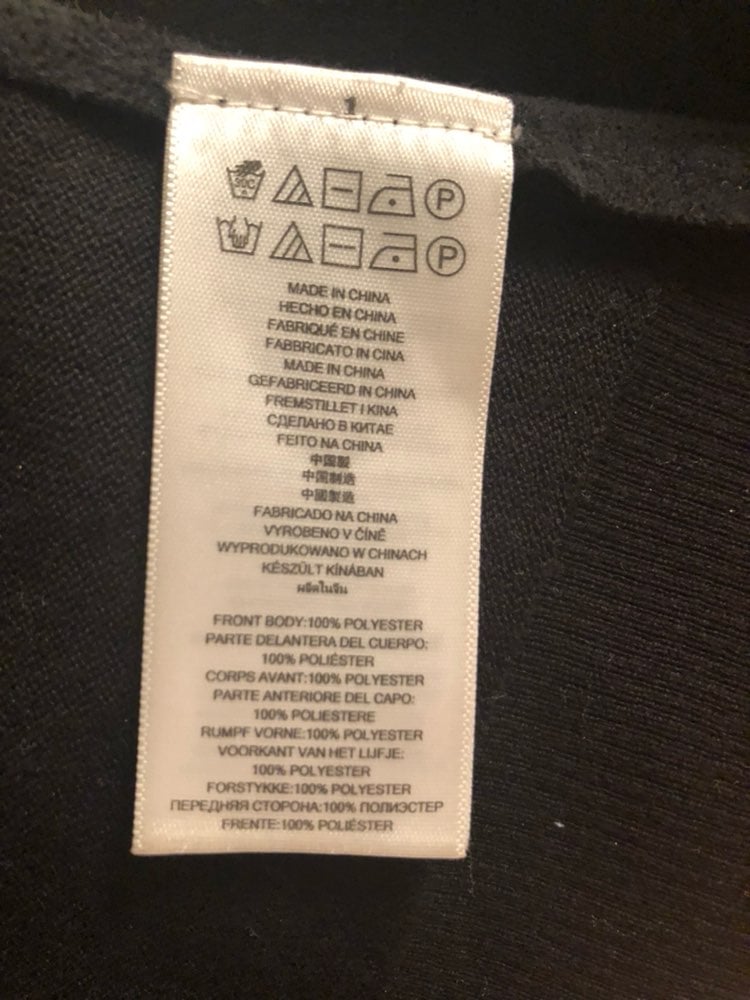 1
30C
P
P
MADE IN CHINA
HECHO EN CHINA
FABRIQUÉ EN CHINE
FABBRICATO IN CINA
MADE IN CHINA
GEFABRICEERD IN CHINA
FREMSTILLET I KINA
СДЕЛАНО В КИТАЕ
FEITO NA CHINA
中国製
中国制造
中國製造
FABRICADO NA CHINA
VYROBENO V ČÍNĚ
WYPRODUKOWANO W CHINACH
KÉSZÜLT KÍNÁBAN
ผลิตในจีน
FRONT BODY:100% POLYESTER
PARTE DELANTERA DEL CUERPO:
100% POLIÉSTER
CORPS AVANT:100% POLYESTER
PARTE ANTERIORE DEL CAPO:
100% POLIESTERE
RUMPF VORNE:100% POLYESTER
VOORKANT VAN HET LIJFJE:
100% POLYESTER
FORSTYKKE:100% POLYESTER
ПЕРЕДНЯЯ СТОРОНА:100% ПОЛИЭСТЕР
FRENTE:100% POLIÉSTER